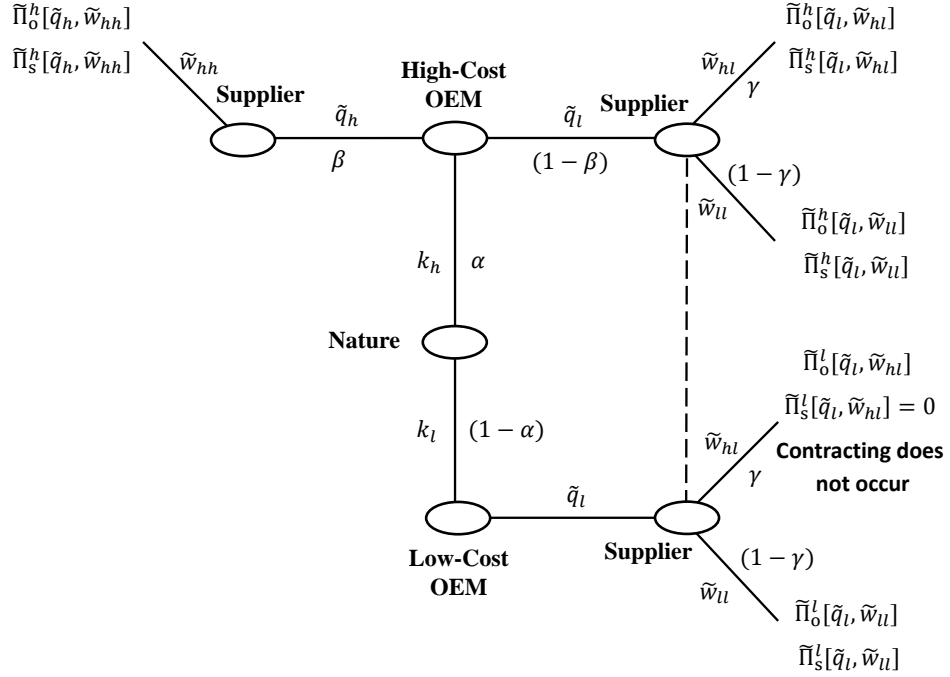 Π̃ₒʰ[q̃ₕ, w̃ₕₕ]
Π̃ₛʰ[q̃ₕ, w̃ₕₕ]
w̃ₕₕ
Supplier
q̃ₕ
β
High-Cost
OEM
q̃ₗ
(1 − β)
Supplier
w̃ₕₗ
γ
Π̃ₒʰ[q̃ₗ, w̃ₕₗ]
Π̃ₛʰ[q̃ₗ, w̃ₕₗ]
(1 − γ)
w̃ₗₗ
Π̃ₒʰ[q̃ₗ, w̃ₗₗ]
Π̃ₛʰ[q̃ₗ, w̃ₗₗ]
kₕ α
Nature
kₗ (1 − α)
Π̃ₒˡ[q̃ₗ, w̃ₕₗ]
Π̃ₛˡ[q̃ₗ, w̃ₕₗ] = 0
Contracting does
not occur
w̃ₕₗ
γ
q̃ₗ
Low-Cost
OEM
Supplier
(1 − γ)
w̃ₗₗ
Π̃ₒˡ[q̃ₗ, w̃ₗₗ]
Π̃ₛˡ[q̃ₗ, w̃ₗₗ]